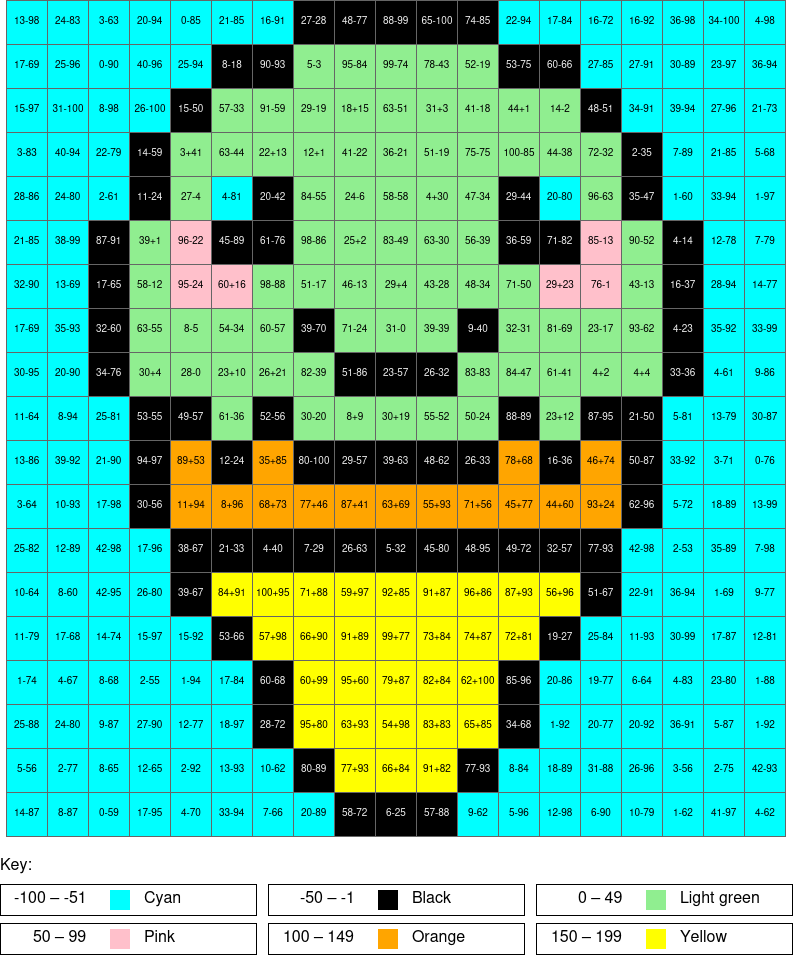 13-98 24-83 3-63 20-94 0-85 21-85 16-91 27-28 48-77 88-99 65-100 74-85 22-94 17-84 16-72 16-92 36-98 34-100 4-98
17-69 25-96 0-90 40-96 25-94 8-18 90-93 5-3 95-84 99-74 78-43 52-19 53-75 60-66 27-85 27-91 30-89 23-97 36-94
15-97 31-100 8-98 26-100 15-50 57-33 91-59 29-19 18+15 63-51 31+3 41-18 44+1 14-2 48-51 34-91 39-94 27-96 21-73
3-83 40-94 22-79 14-59 3+41 63-44 22+13 12+1 41-22 36-21 51-19 75-75 100-85 44-38 72-32 2-35 7-89 21-85 5-68
28-86 24-80 2-61 11-24 27-4 4-81 20-42 84-55 24-6 58-58 4+30 47-34 29-44 20-80 96-63 35-47 1-60 33-94 1-97
21-85 38-99 87-91 39+1 96-22 45-89 61-76 98-86 25+2 83-49 63-30 56-39 36-59 71-82 85-13 90-52 4-14 12-78 7-79
32-90 13-69 17-65 58-12 95-24 60+16 98-88 51-17 46-13 29+4 43-28 48-34 71-50 29+23 76-1 43-13 16-37 28-94 14-77
17-69 35-93 32-60 63-55 8-5 54-34 60-57 39-70 71-24 31-0 39-39 9-40 32-31 81-69 23-17 93-62 4-23 35-92 33-99
30-95 20-90 34-76 30+4 28-0 23+10 26+21 82-39 51-86 23-57 26-32 83-83 84-47 61-41 4+2 4+4 33-36 4-61 9-86
11-64 8-94 25-81 53-55 49-57 61-36 52-56 30-20 8+9 30+19 55-52 50-24 88-89 23+12 87-95 21-50 5-81 13-79 30-87
13-86 39-92 21-90 94-97 89+53 12-24 35+85 80-100 29-57 39-63 48-62 26-33 78+68 16-36 46+74 50-87 33-92 3-71 0-76
3-64 10-93 17-98 30-56 11+94 8+96 68+73 77+46 87+41 63+69 55+93 71+56 45+77 44+60 93+24 62-96 5-72 18-89 13-99
25-82 12-89 42-98 17-96 38-67 21-33 4-40 7-29 26-63 5-32 45-80 48-95 49-72 32-57 77-93 42-98 2-53 35-89 7-98
10-64 8-60 42-95 26-80 39-67 84+91 100+95 71+88 59+97 92+85 91+87 96+86 87+93 56+96 51-67 22-91 36-94 1-69 9-77
11-79 17-68 14-74 15-97 15-92 53-66 57+98 66+90 91+89 99+77 73+84 74+87 72+81 19-27 25-84 11-93 30-99 17-87 12-81
1-74 4-67 8-68 2-55 1-94 17-84 60-68 60+99 95+60 79+87 82+84 62+100 85-96 20-86 19-77 6-64 4-83 23-80 1-88
25-88 24-80 9-87 27-90 12-77 18-97 28-72 95+80 63+93 54+98 83+83 65+85 34-68 1-92 20-77 20-92 36-91 5-87 1-92
5-56 2-77 8-65 12-65 2-92 13-93 10-62 80-89 77+93 66+84 91+82 77-93 8-84 18-89 31-88 26-96 3-56 2-75 42-93
14-87 8-87 0-59 17-95 4-70 33-94 7-66 20-89 58-72 6-25 57-88 9-62 5-96 12-98 6-90 10-79 1-62 41-97 4-62
Key:
-100 – -51 Cyan -50 – -1 Black 0 – 49 Light green
50 – 99 Pink 100 – 149 Orange 150 – 199 Yellow